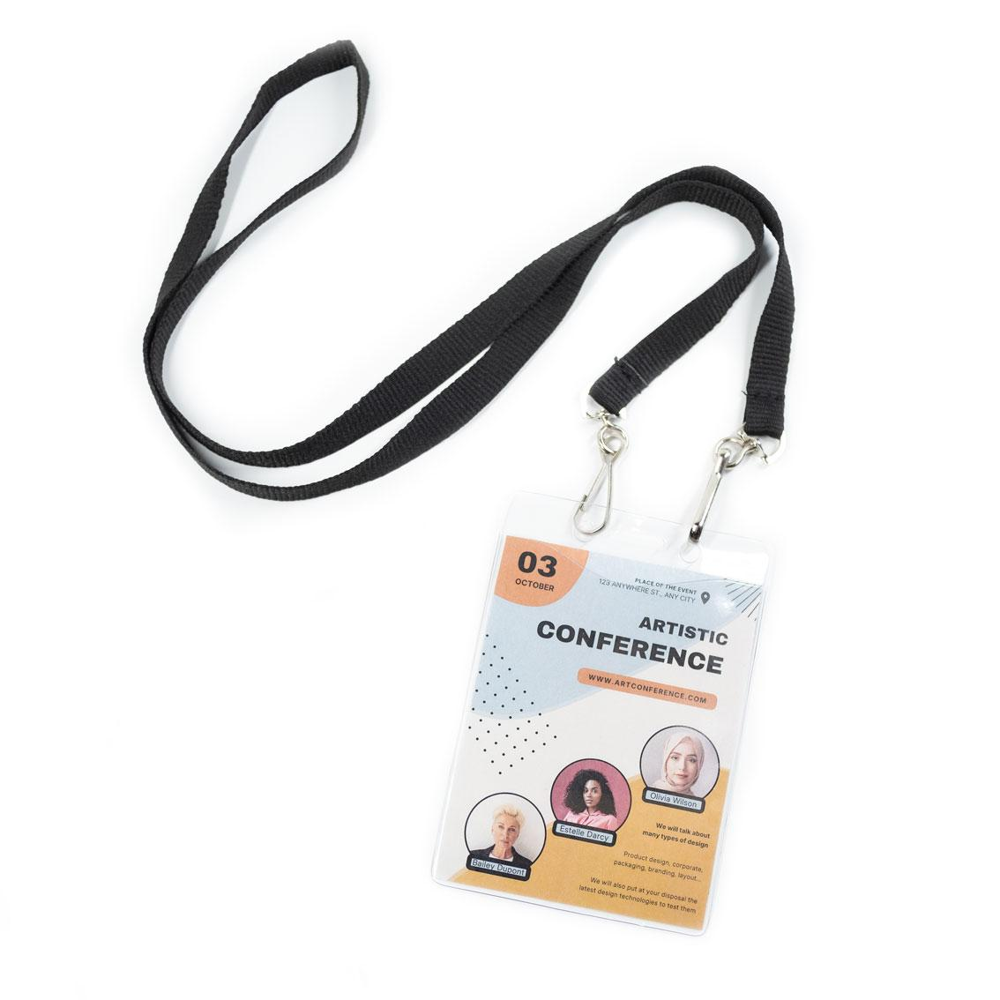 03
OCTOBER
PLACE OF THE EVENT
123 ANYWHERE ST., ANY CITY
ARTISTIC
CONFERENCE
WWW.ARTCONFERENCE.COM
Olivia Wilson
Estelle Darcy
Bailey Dupont
We will talk about
many types of design
Product design, corporate,
packaging, branding, layout...
We will also put at your disposal the
latest design technologies to test them